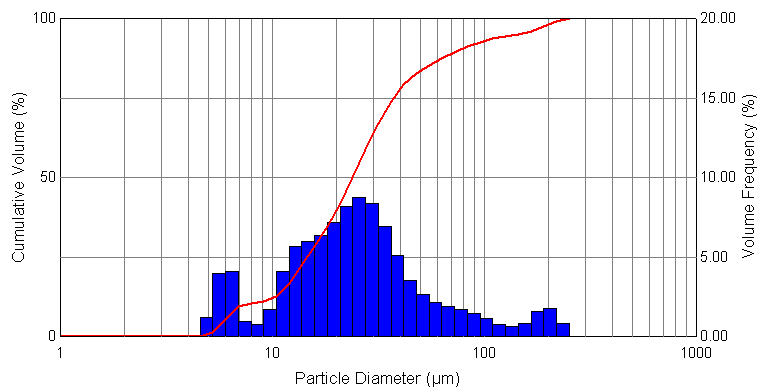 100 20.00
15.00
50 10.00
5.00
0 0.00
1 10 100 1000
Particle Diameter (µm)
Cumulative Volume (%)
Volume Frequency (%)